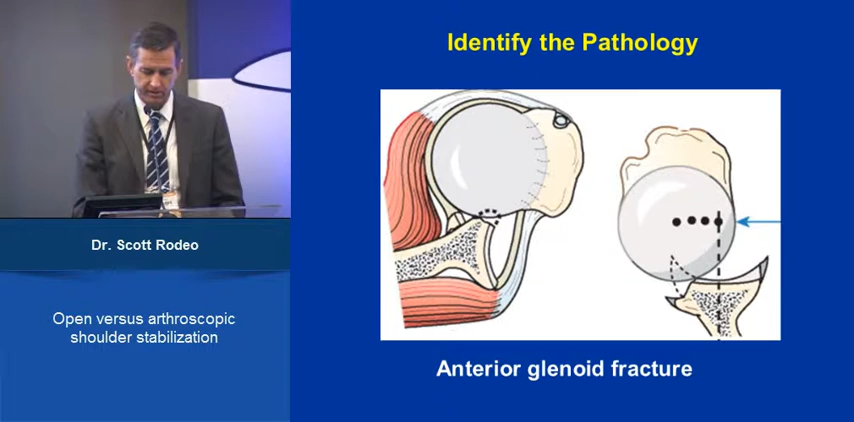 Identify the Pathology
Dr. Scott Rodeo
Open versus arthroscopic
shoulder stabilization
Anterior glenoid fracture